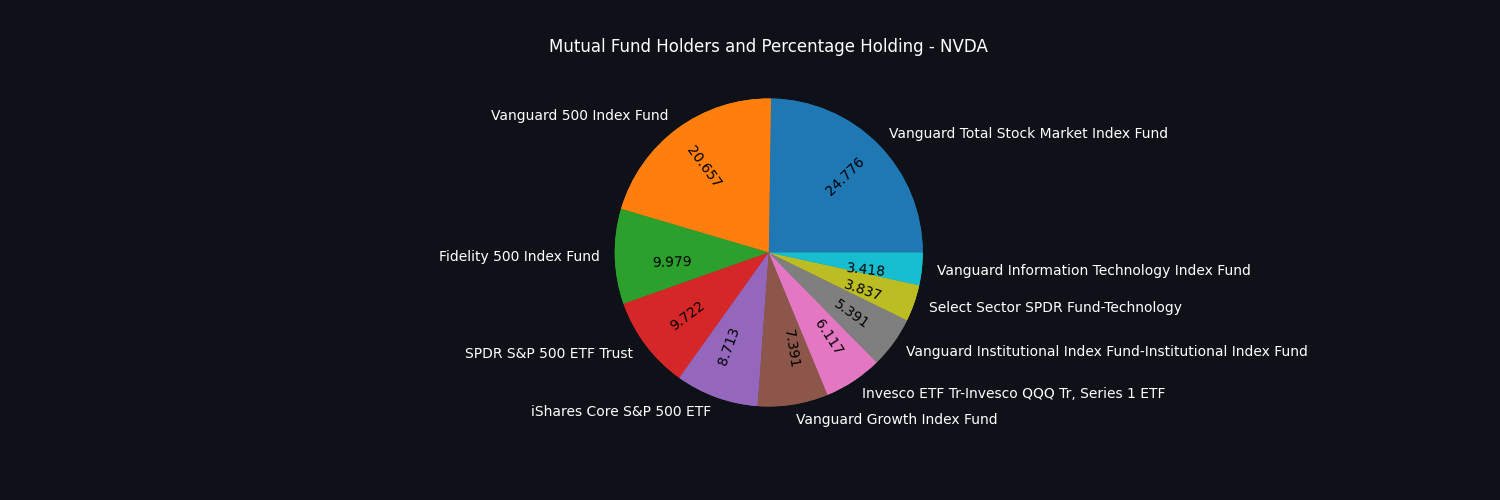 Mutual Fund Holders and Percentage Holding - NVDA
Vanguard Total Stock Market Index Fund
24.776
Vanguard 500 Index Fund
20.657
Fidelity 500 Index Fund
9.979
SPDR S&P 500 ETF Trust
9.722
iShares Core S&P 500 ETF
8.713
Vanguard Growth Index Fund
7.391
Invesco ETF Tr-Invesco QQQ Tr, Series 1 ETF
6.117
Vanguard Institutional Index Fund-Institutional Index Fund
5.391
Select Sector SPDR Fund-Technology
3.837
Vanguard Information Technology Index Fund
3.418